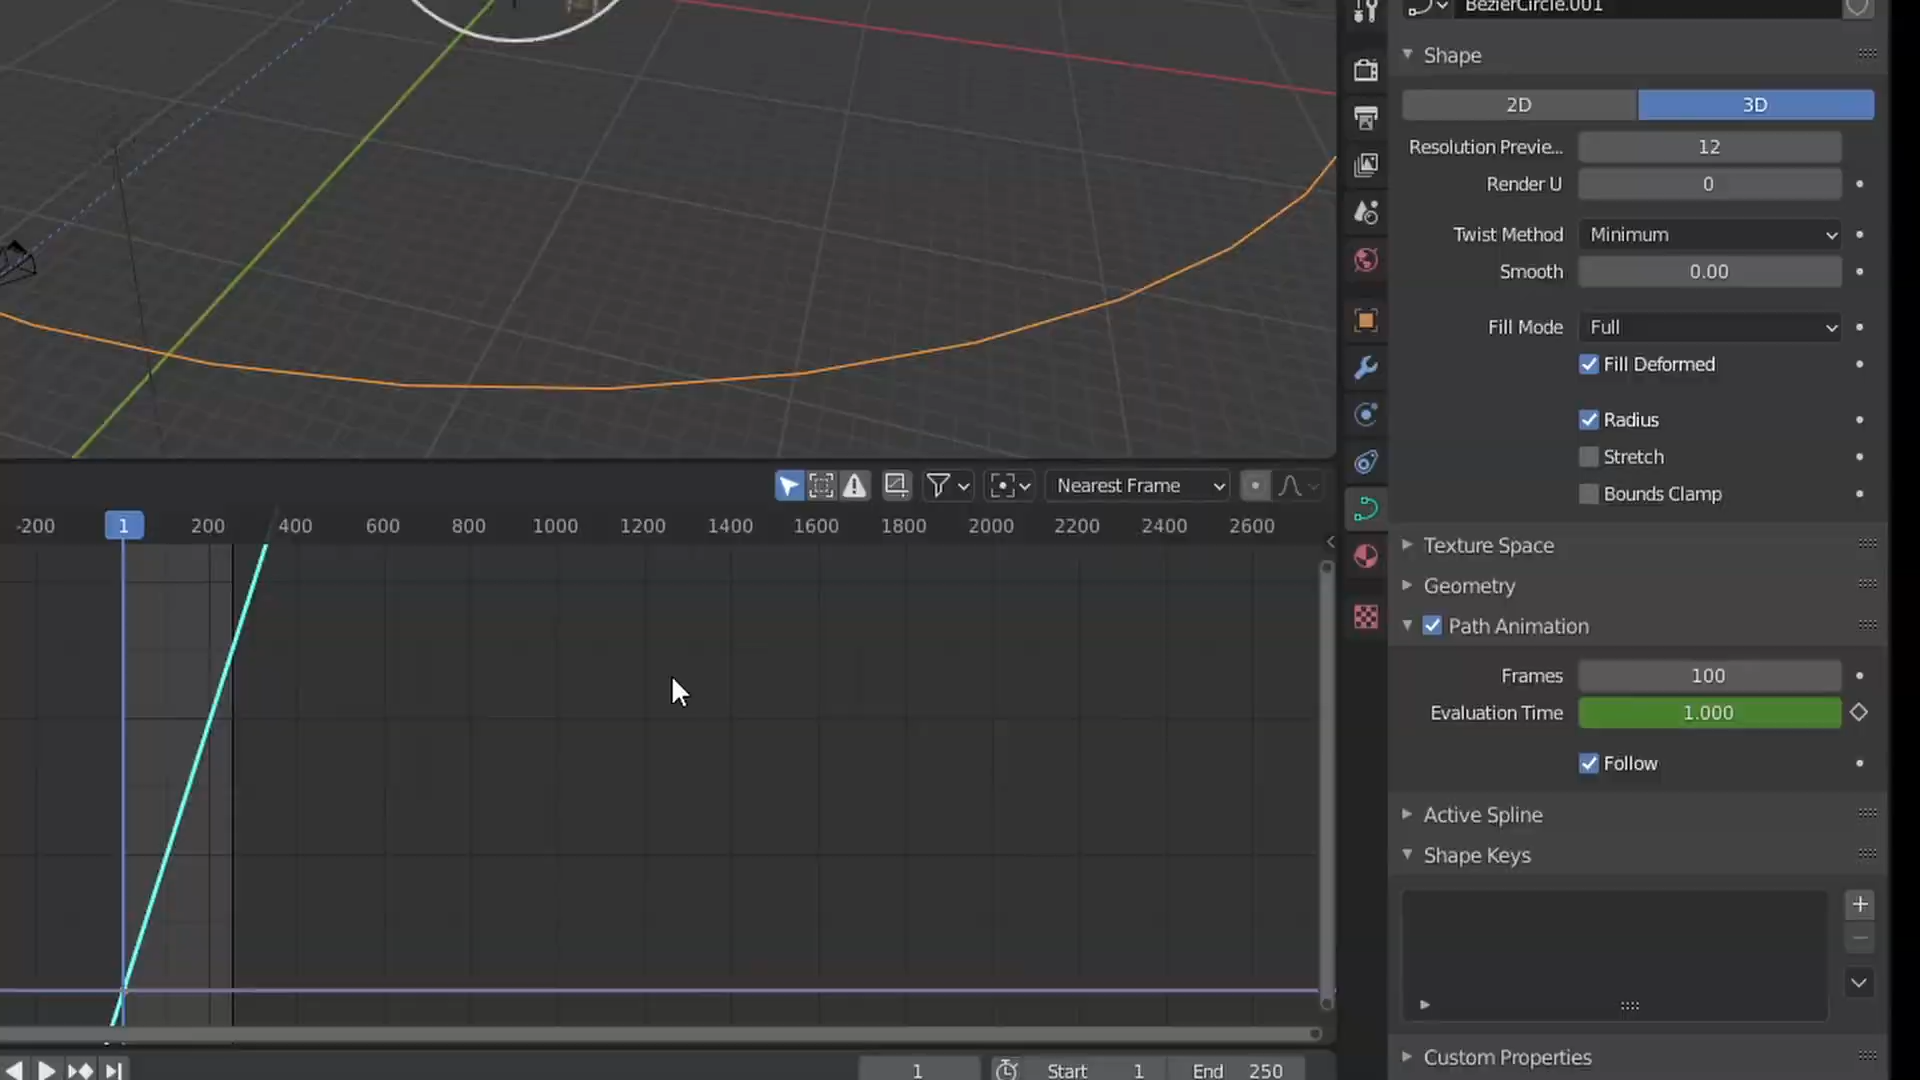 BezierCircle.001
Shape
2D 3D
Resolution Previe... 12
Render U 0
Twist Method Minimum
Smooth 0.00
Fill Mode Full
Fill Deformed
Radius
Stretch
Bounds Clamp
Nearest Frame
-200 1 200 400 600 800 1000 1200 1400 1600 1800 2000 2200 2400 2600
Texture Space
Geometry
Path Animation
Frames 100
Evaluation Time 1.000
Follow
Active Spline
Shape Keys
Custom Properties
1 Start 1 End 250